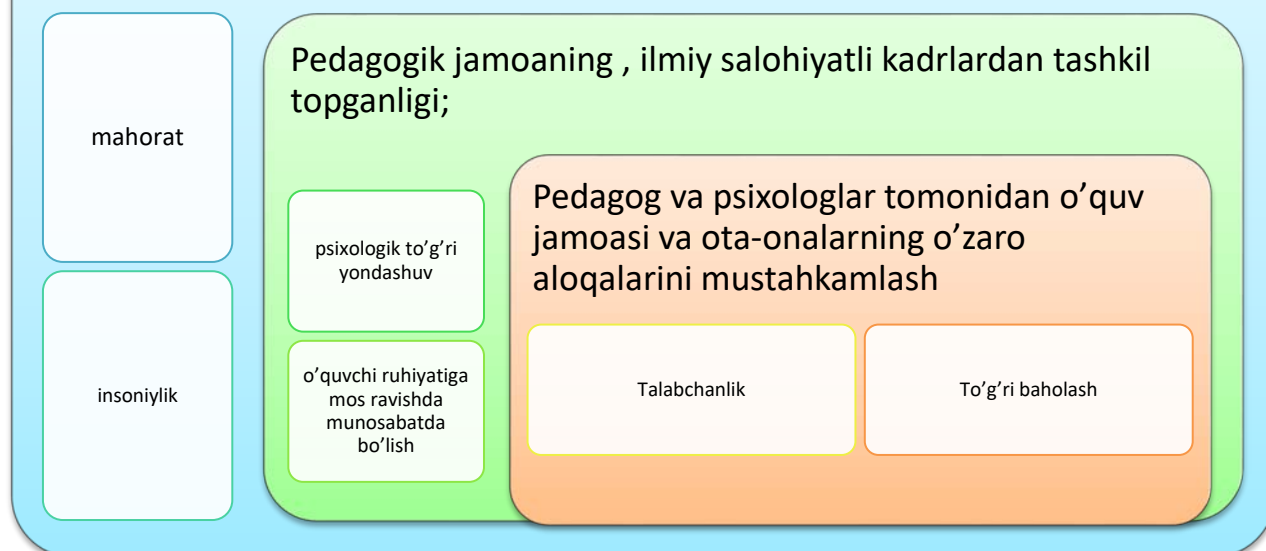 mahorat
insoniylik
Pedagogik jamoaning , ilmiy salohiyatli kadrlardan tashkil
topganligi;
psixologik to’g’ri
yondashuv
o’quvchi ruhiyatiga
mos ravishda
munosabatda
bo’lish
Pedagog va psixologlar tomonidan o’quv
jamoasi va ota-onalarning o’zaro
aloqalarini mustahkamlash
Talabchanlik
To’g’ri baholash